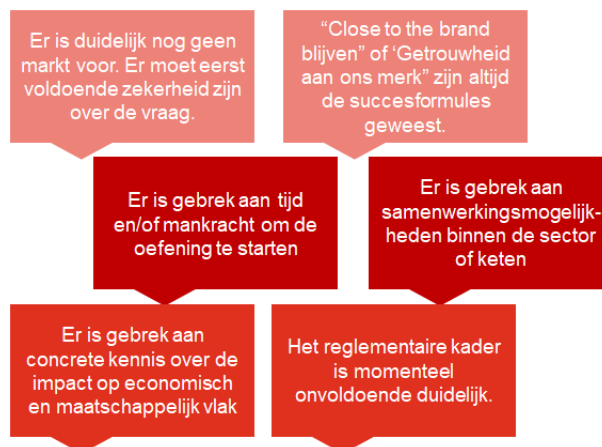 Er is duidelijk nog geen
markt voor. Er moet eerst
voldoende zekerheid zijn
over de vraag.
“Close to the brand
blijven” of ‘Getrouwheid
aan ons merk” zijn altijd
de succesformules
geweest.
Er is gebrek aan tijd
en/of mankracht om de
oefening te starten
Er is gebrek aan
samenwerkingsmogelijk-
heden binnen de sector
of keten
Er is gebrek aan
concrete kennis over de
impact op economisch
en maatschappelijk vlak
Het reglementaire kader
is momenteel
onvoldoende duidelijk.